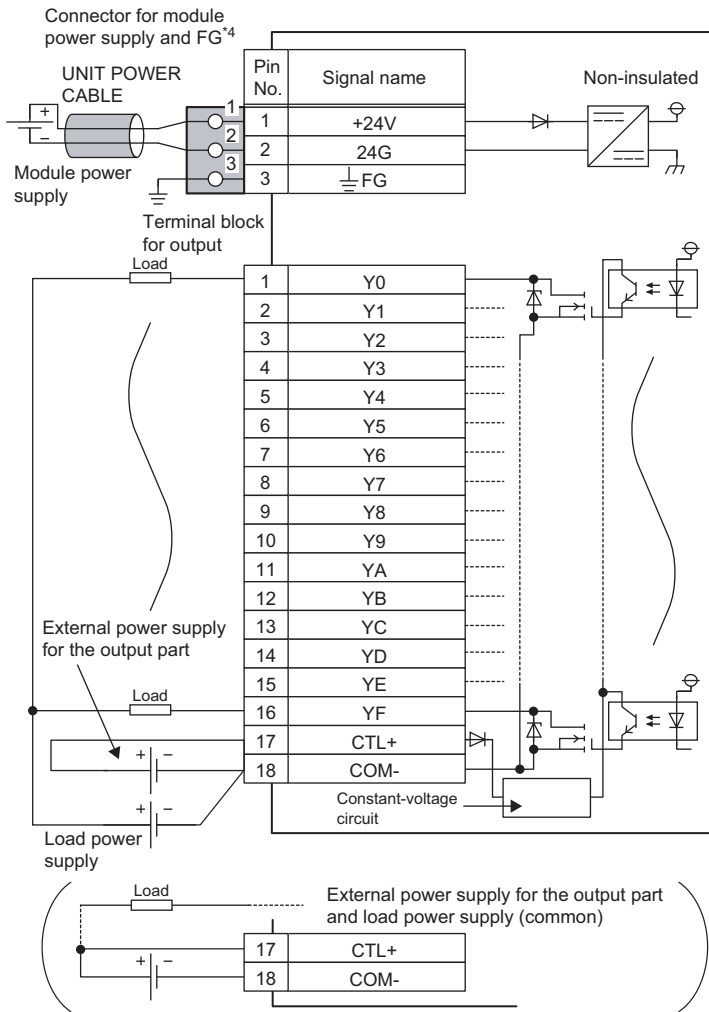 Connector for module
power supply and FG*4
UNIT POWER
CABLE
+
−
Module power
supply
1
2
3
Pin
No.
Signal name
1 +24V
2 24G
3 FG
Non-insulated
Terminal block
for output
Load
1 Y0
2 Y1
3 Y2
4 Y3
5 Y4
6 Y5
7 Y6
8 Y7
9 Y8
10 Y9
11 YA
12 YB
13 YC
14 YD
15 YE
16 YF
17 CTL+
18 COM-
External power supply
for the output part
Load
+ −
+ −
Load power
supply
Constant-voltage
circuit
Load
External power supply for the output part
and load power supply (common)
+ −
17 CTL+
18 COM-